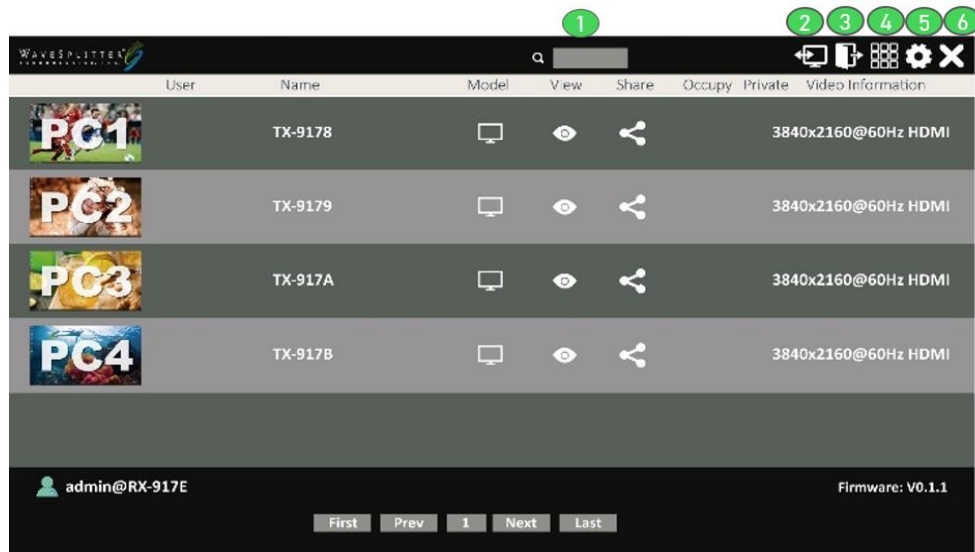 1 2 3 4 5 6
WAVESPLITTER
User Name Model View Share Occupy Private Video Information
PC1 TX-9178 3840x2160@60Hz HDMI
PC2 TX-9179 3840x2160@60Hz HDMI
PC3 TX-917A 3840x2160@60Hz HDMI
PC4 TX-917B 3840x2160@60Hz HDMI
admin@RX-917E Firmware: V0.1.1
First Prev 1 Next Last